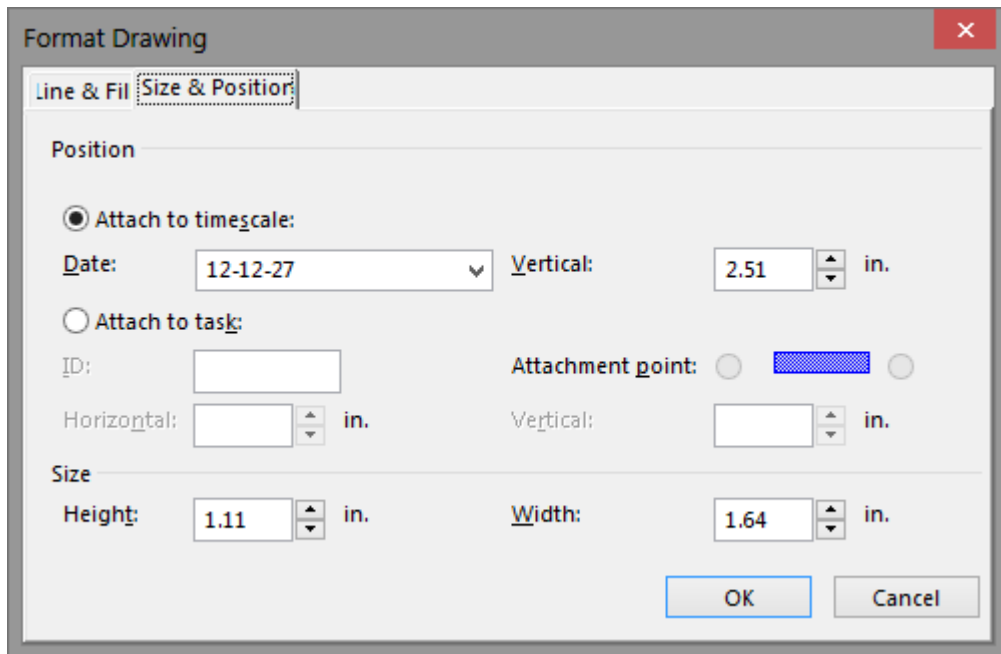 Format Drawing
Line & Fil Size & Position
Position
Attach to timescale:
Date: 12-12-27 Vertical: 2.51 in.
Attach to task:
ID: Attachment point:
Horizontal: in. Vertical: in.
Size
Height: 1.11 in. Width: 1.64 in.
OK Cancel